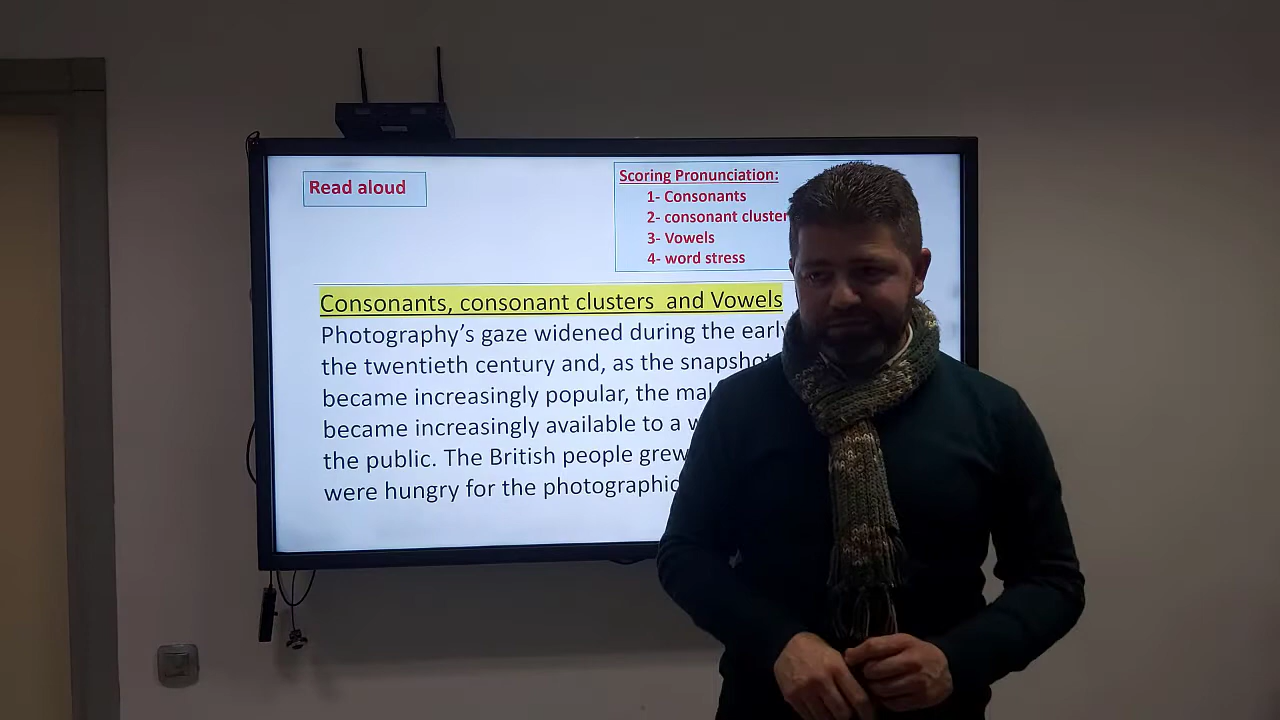 Read aloud
Scoring Pronunciation:
1- Consonants
2- consonant cluster
3- Vowels
4- word stress
Consonants, consonant clusters and Vowels
Photography’s gaze widened during the early
the twentieth century and, as the snapshot
became increasingly popular, the
became increasingly available to a
the public. The British people grew
were hungry for the photographic